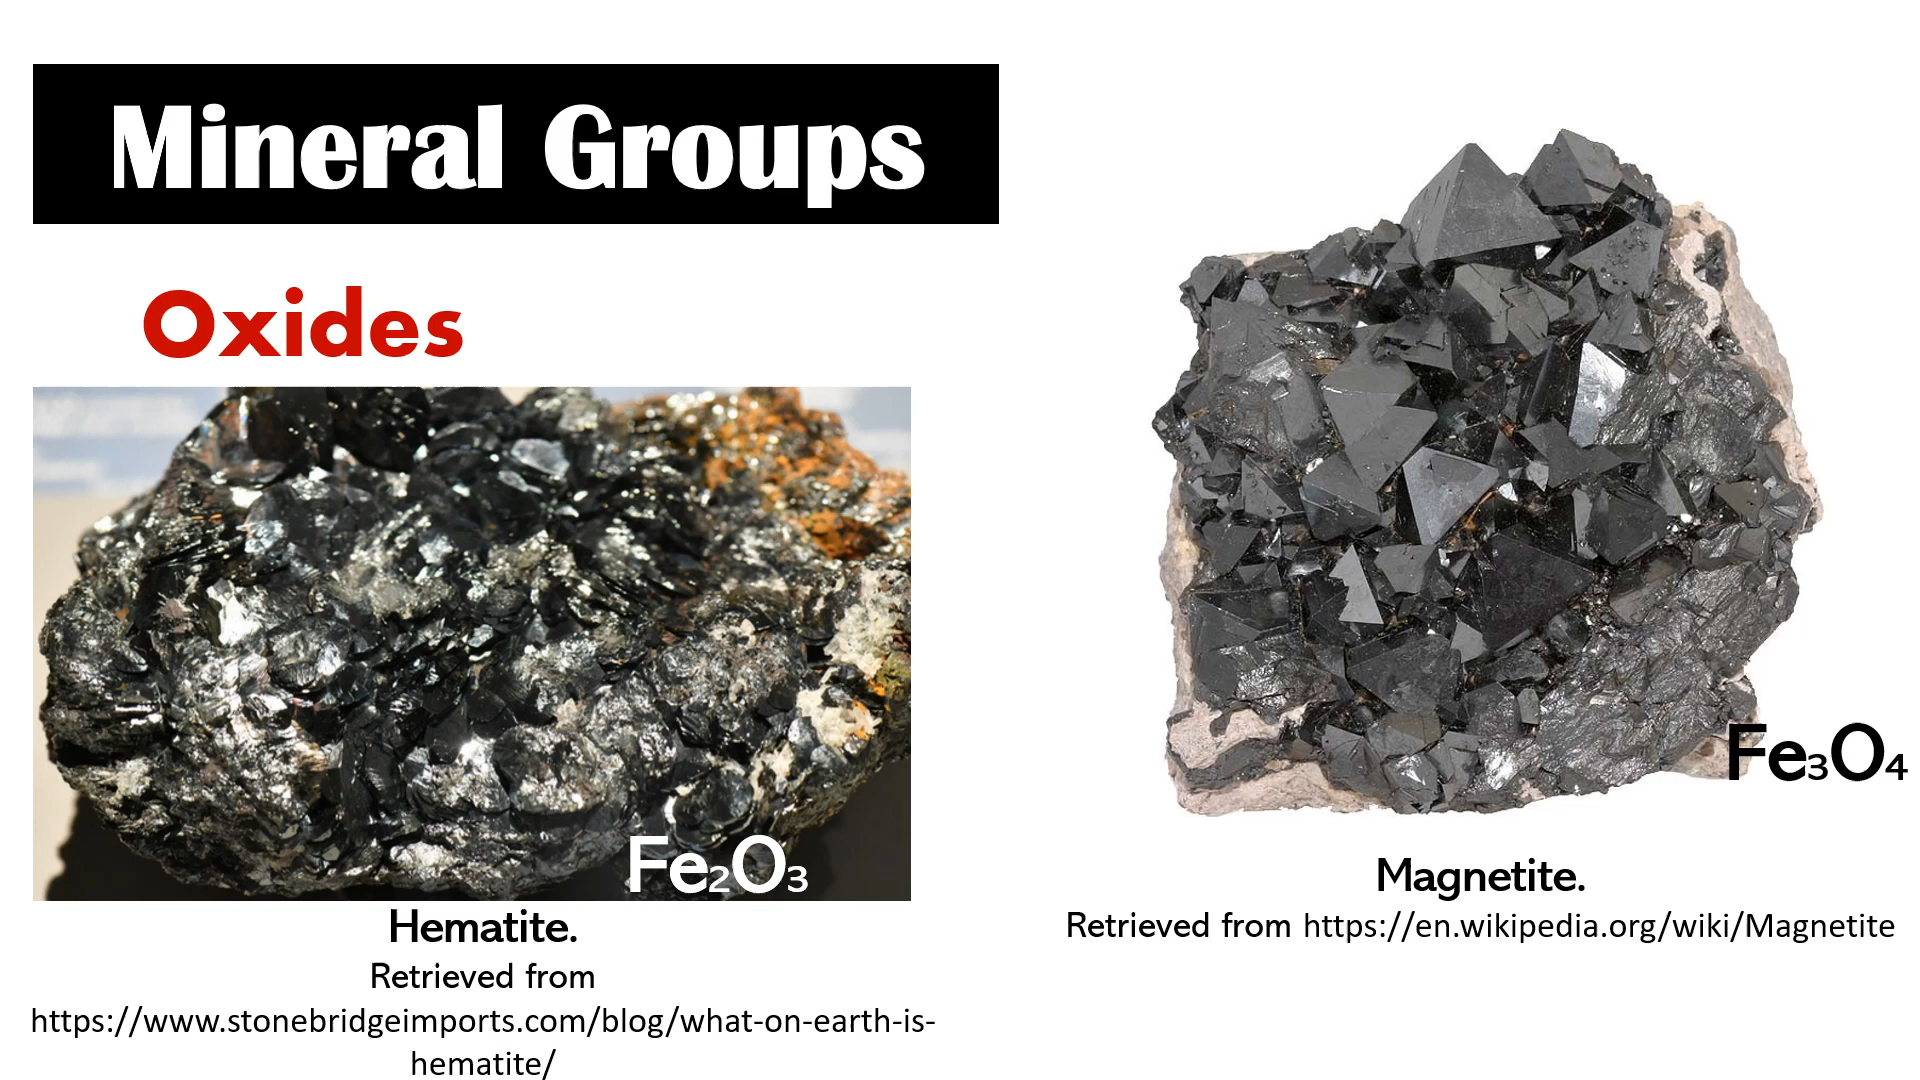 Mineral Groups
Oxides
Fe₂O₃
Hematite.
Retrieved from
https://www.stonebridgeimports.com/blog/what-on-earth-is-
hematite/
Fe₃O₄
Magnetite.
Retrieved from https://en.wikipedia.org/wiki/Magnetite